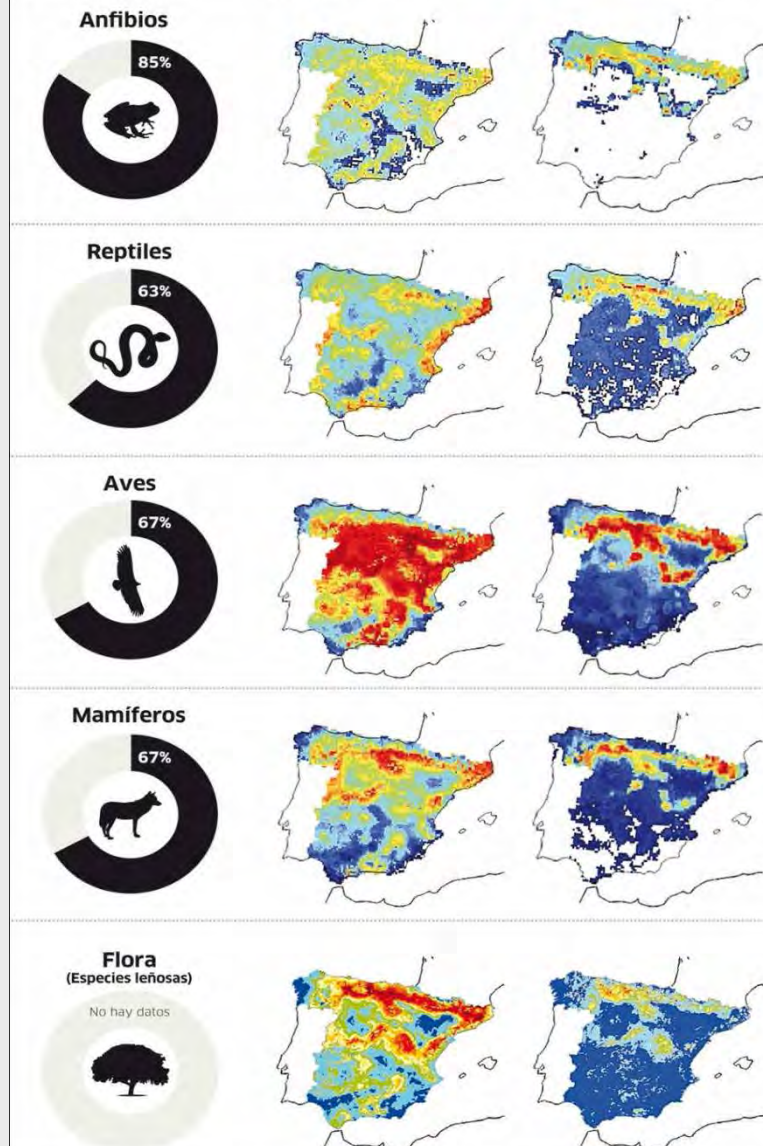 Anfibios
85%
Reptiles
63%
Aves
67%
Mamíferos
67%
Flora
(Especies leñosas)
No hay datos